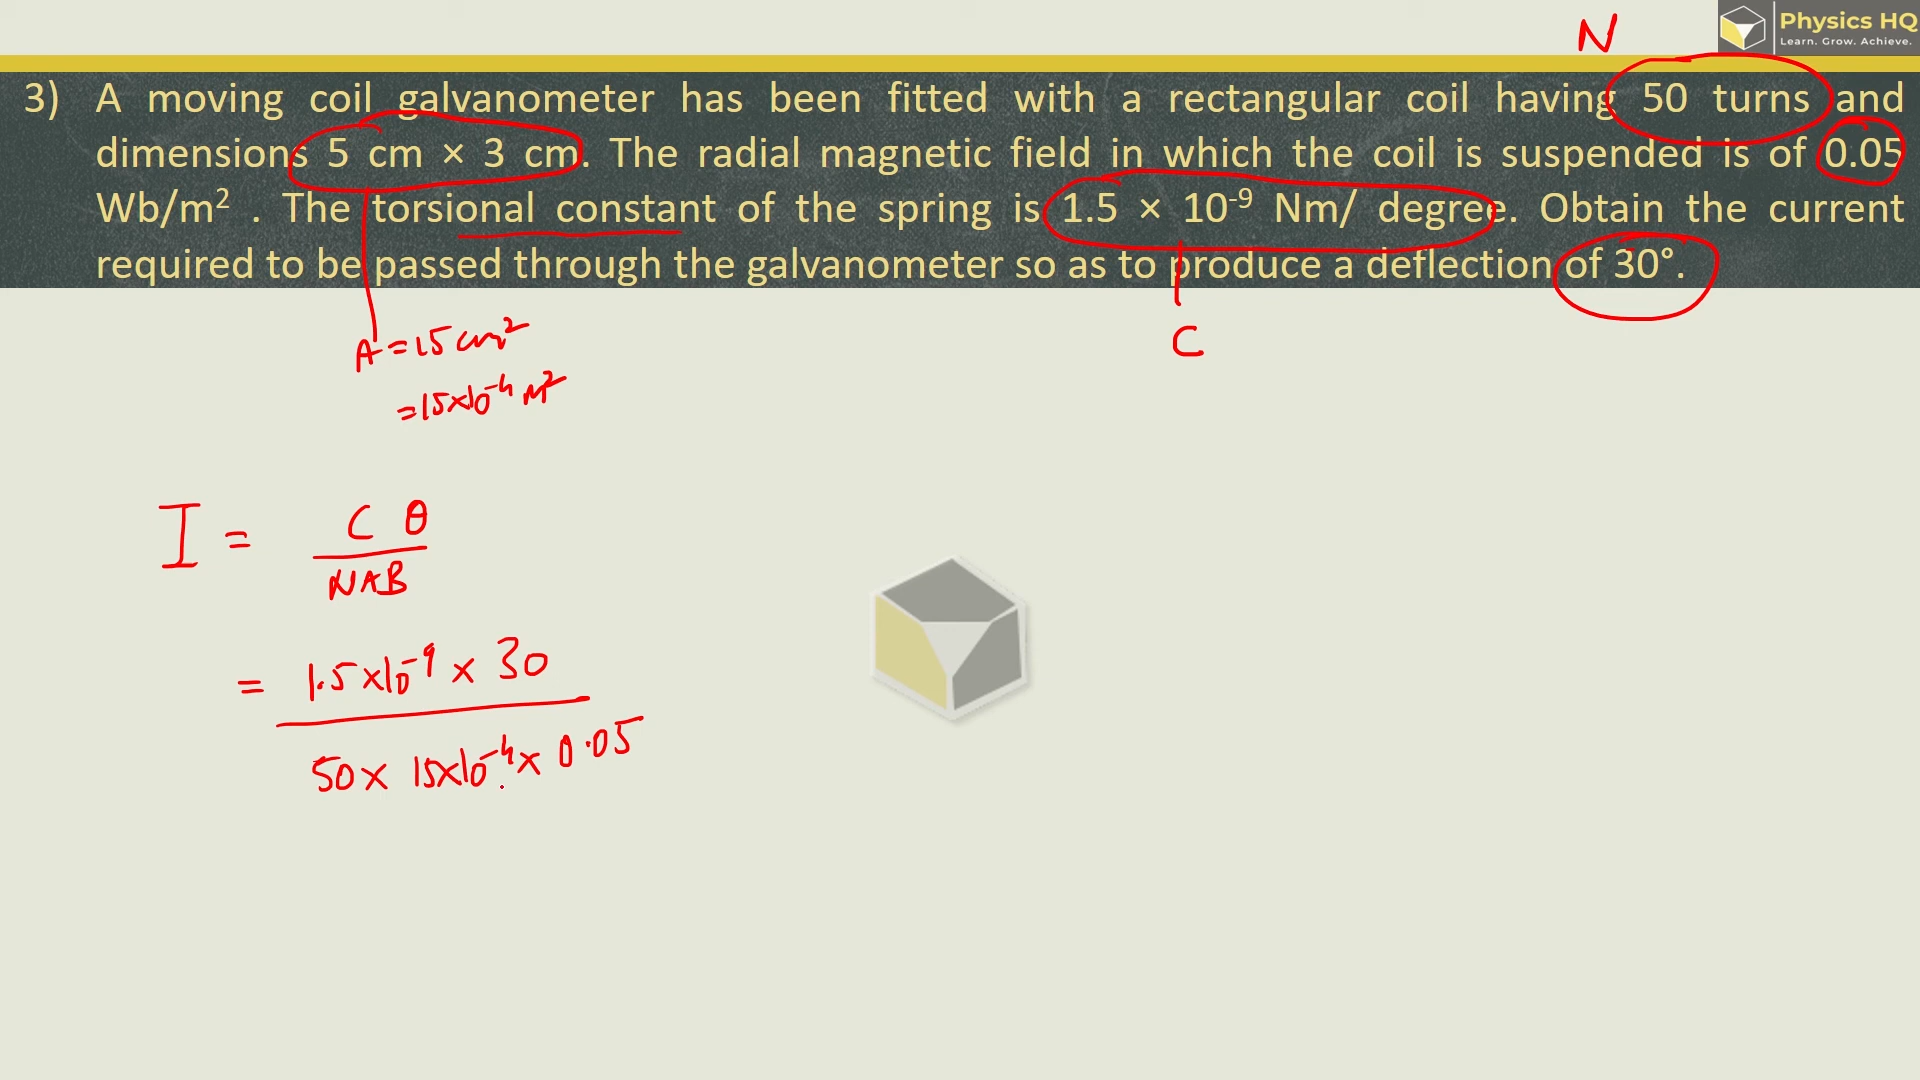 N
Physics HQ
Learn. Grow. Achieve.
3) A moving coil galvanometer has been fitted with a rectangular coil having 50 turns and
dimensions 5 cm × 3 cm. The radial magnetic field in which the coil is suspended is of 0.05
Wb/m² . The torsional constant of the spring is 1.5 × 10⁻⁹ Nm/ degree. Obtain the current
required to be passed through the galvanometer so as to produce a deflection of 30°.
A = 15 cm²
= 15×10⁻⁴ m²
C
I = C θ / NAB
= 1.5×10⁻⁹ × 30
50 × 15×10⁻⁴ × 0.05